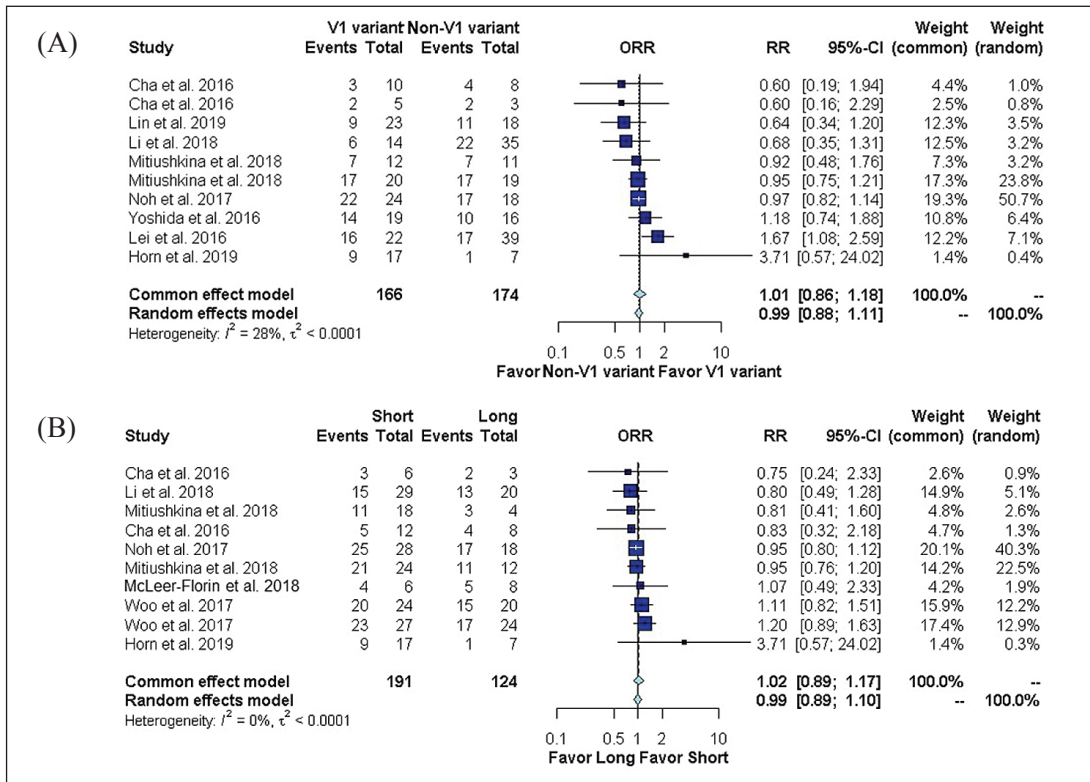 (A)
V1 variant Non-V1 variant Weight Weight
Study Events Total Events Total ORR RR 95%-CI (common) (random)
Cha et al. 2016 3 10 4 8 0.60 [0.19; 1.94] 4.4% 1.0%
Cha et al. 2016 2 5 2 3 0.60 [0.16; 2.29] 2.5% 0.8%
Lin et al. 2019 9 23 11 18 0.64 [0.34; 1.20] 12.3% 3.5%
Li et al. 2018 6 14 22 35 0.68 [0.35; 1.31] 12.5% 3.2%
Mitiushkina et al. 2018 7 12 7 11 0.92 [0.48; 1.76] 7.3% 3.2%
Mitiushkina et al. 2018 17 20 17 19 0.95 [0.75; 1.21] 17.3% 23.8%
Noh et al. 2017 22 24 17 18 0.97 [0.82; 1.14] 19.3% 50.7%
Yoshida et al. 2016 14 19 10 16 1.18 [0.74; 1.88] 10.8% 6.4%
Lei et al. 2016 16 22 17 39 1.67 [1.08; 2.59] 12.2% 7.1%
Horn et al. 2019 9 17 1 7 3.71 [0.57; 24.02] 1.4% 0.4%
Common effect model 166 174 1.01 [0.86; 1.18] 100.0% --
Random effects model 0.99 [0.88; 1.11] -- 100.0%
Heterogeneity: I² = 28%, τ² < 0.0001
0.1 0.5 1 2 10
Favor Non-V1 variant Favor V1 variant
(B)
Short Long Weight Weight
Study Events Total Events Total ORR RR 95%-CI (common) (random)
Cha et al. 2016 3 6 2 3 0.75 [0.24; 2.33] 2.6% 0.9%
Li et al. 2018 15 29 13 20 0.80 [0.49; 1.28] 14.9% 5.1%
Mitiushkina et al. 2018 11 18 3 4 0.81 [0.41; 1.60] 4.8% 2.6%
Cha et al. 2016 5 12 4 8 0.83 [0.32; 2.18] 4.7% 1.3%
Noh et al. 2017 25 28 17 18 0.95 [0.80; 1.12] 20.1% 40.3%
Mitiushkina et al. 2018 21 24 11 12 0.95 [0.76; 1.20] 14.2% 22.5%
McLeer-Florin et al. 2018 4 6 5 8 1.07 [0.49; 2.33] 4.2% 1.9%
Woo et al. 2017 20 24 15 20 1.11 [0.82; 1.51] 15.9% 12.2%
Woo et al. 2017 23 27 17 24 1.20 [0.89; 1.63] 17.4% 12.9%
Horn et al. 2019 9 17 1 7 3.71 [0.57; 24.02] 1.4% 0.3%
Common effect model 191 124 1.02 [0.89; 1.17] 100.0% --
Random effects model 0.99 [0.89; 1.10] -- 100.0%
Heterogeneity: I² = 0%, τ² < 0.0001
0.1 0.5 1 2 10
Favor Long Favor Short